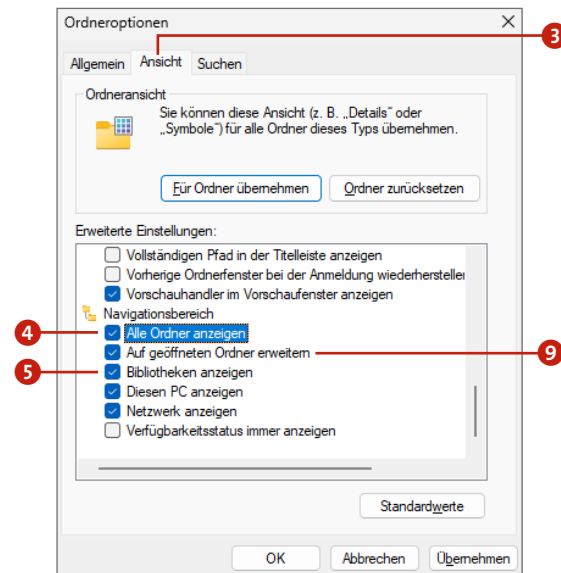 Ordneroptionen
3
Allgemein Ansicht Suchen
Ordneransicht
Sie können diese Ansicht (z. B. „Details" oder
„Symbole") für alle Ordner dieses Typs übernehmen.
Für Ordner übernehmen Ordner zurücksetzen
Erweiterte Einstellungen:
Vollständigen Pfad in der Titelleiste anzeigen
Vorherige Ordnerfenster bei der Anmeldung wiederhersteller
Vorschauhandler im Vorschaufenster anzeigen
Navigationsbereich
4 Alle Ordner anzeigen
Auf geöffneten Ordner erweitern 9
5 Bibliotheken anzeigen
Diesen PC anzeigen
Netzwerk anzeigen
Verfügbarkeitsstatus immer anzeigen
Standardwerte
OK Abbrechen Übernehmen